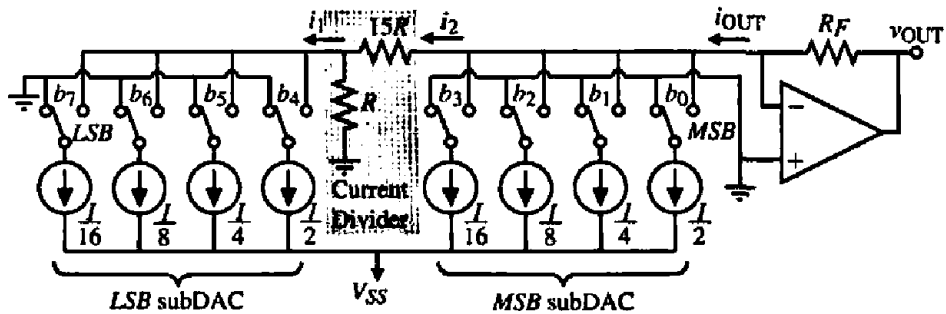 i₁ 15R i₂ iOUT RF vOUT
b₇ b₆ b₅ b₄ R b₃ b₂ b₁ b₀
LSB MSB
− +
I/16 I/8 I/4 I/2 Current Divider I/16 I/8 I/4 I/2
LSB subDAC VSS MSB subDAC